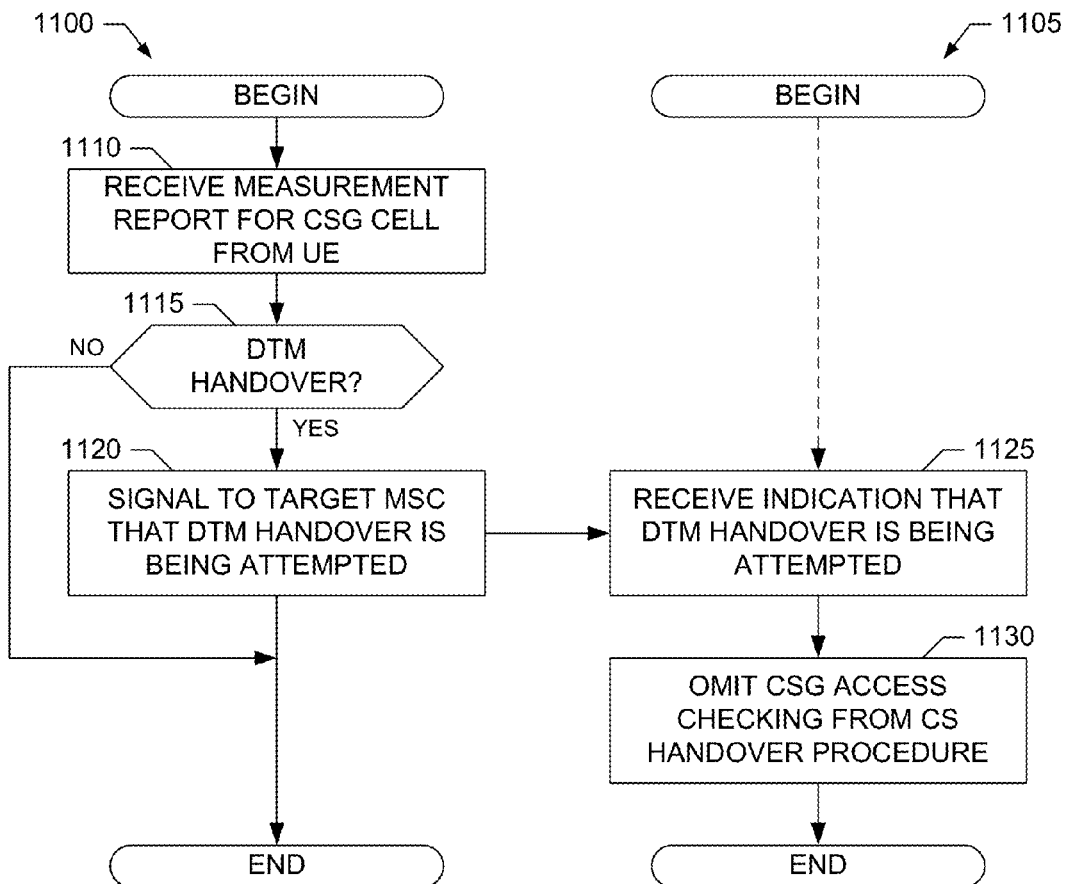 1100
BEGIN
1110
RECEIVE MEASUREMENT
REPORT FOR CSG CELL
FROM UE
1115
NO
DTM
HANDOVER?
YES
1120
SIGNAL TO TARGET MSC
THAT DTM HANDOVER IS
BEING ATTEMPTED
END
1105
BEGIN
1125
RECEIVE INDICATION THAT
DTM HANDOVER IS BEING
ATTEMPTED
1130
OMIT CSG ACCESS
CHECKING FROM CS
HANDOVER PROCEDURE
END